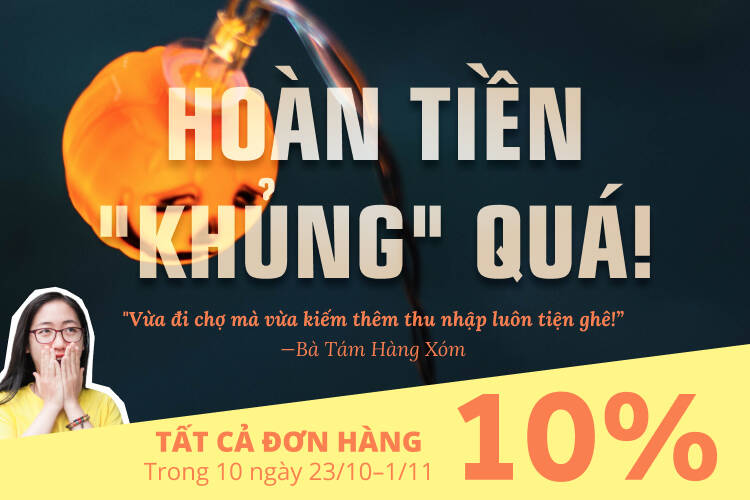 HOÀN TIỀN
"KHỦNG" QUÁ!
"Vừa đi chợ mà vừa kiếm thêm thu nhập luôn tiện ghê!”
—Bà Tám Hàng Xóm
TẤT CẢ ĐƠN HÀNG
Trong 10 ngày 23/10–1/11
10%